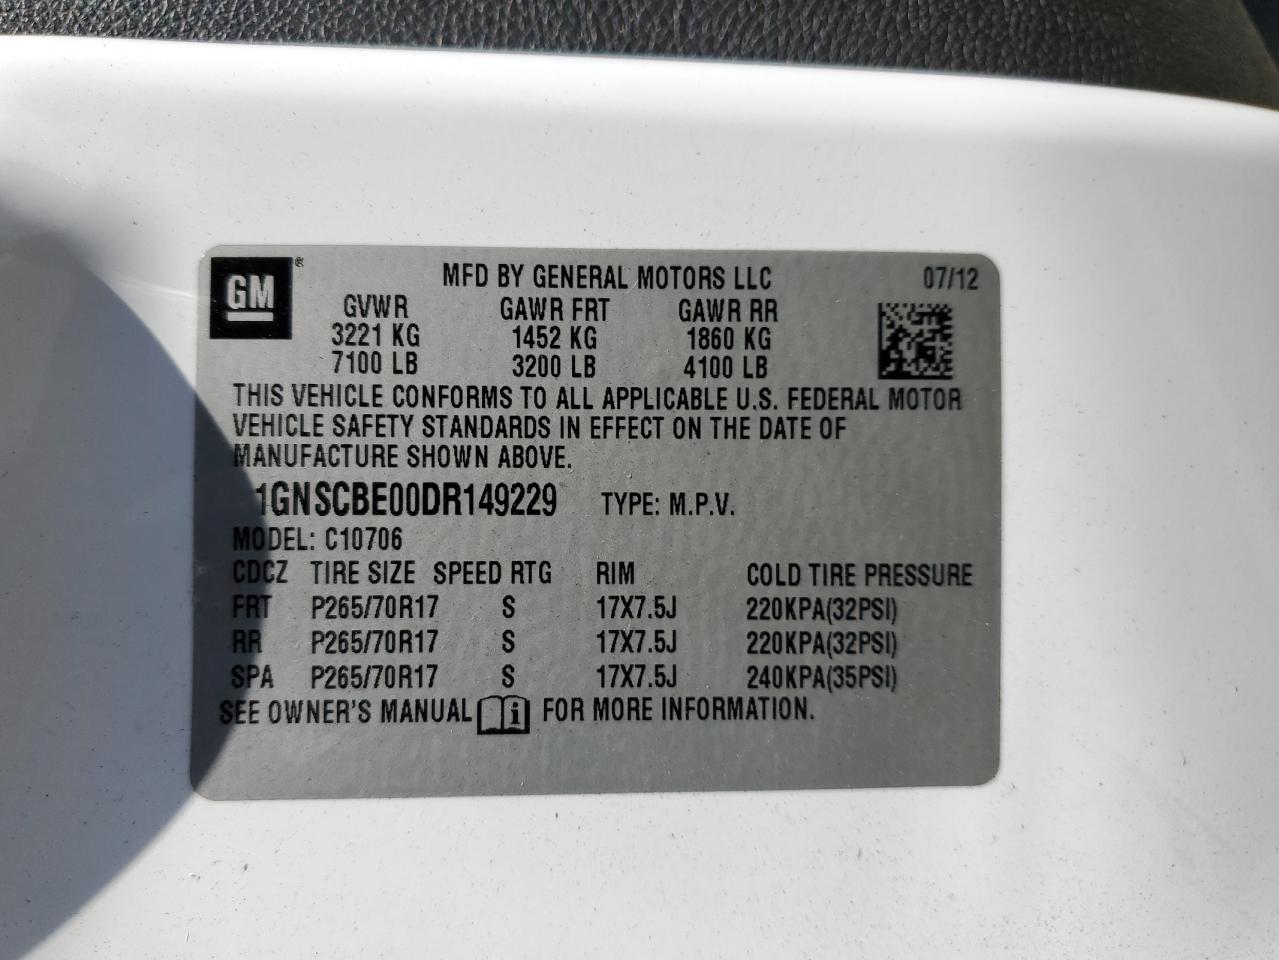 GM ® MFD BY GENERAL MOTORS LLC 07/12
GVWR GAWR FRT GAWR RR
3221 KG 1452 KG 1860 KG
7100 LB 3200 LB 4100 LB
THIS VEHICLE CONFORMS TO ALL APPLICABLE U.S. FEDERAL MOTOR
VEHICLE SAFETY STANDARDS IN EFFECT ON THE DATE OF
MANUFACTURE SHOWN ABOVE.
1GNSCBE00DR149229 TYPE: M.P.V.
MODEL: C10706
CDCZ TIRE SIZE SPEED RTG RIM COLD TIRE PRESSURE
FRT P265/70R17 S 17X7.5J 220KPA(32PSI)
RR P265/70R17 S 17X7.5J 220KPA(32PSI)
SPA P265/70R17 S 17X7.5J 240KPA(35PSI)
SEE OWNER'S MANUAL i FOR MORE INFORMATION.